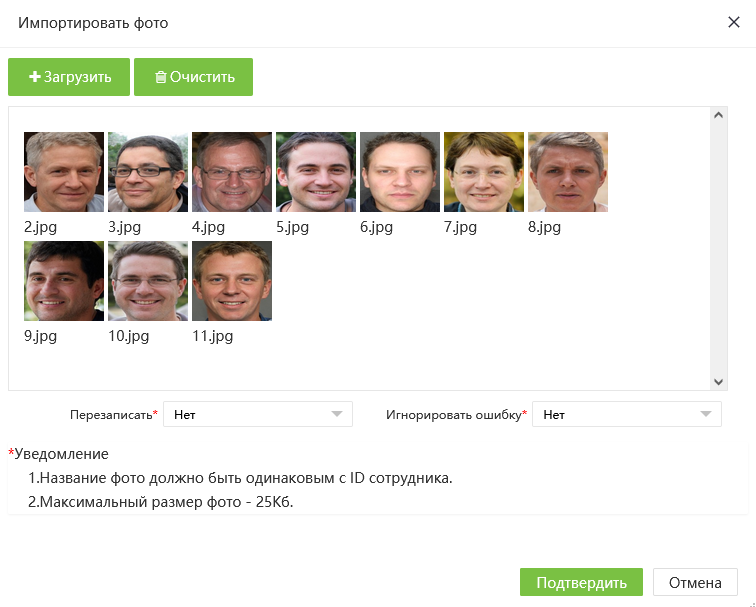 Импортировать фото
Загрузить Очистить
2.jpg 3.jpg 4.jpg 5.jpg 6.jpg 7.jpg 8.jpg
9.jpg 10.jpg 11.jpg
Перезаписать* Нет Игнорировать ошибку* Нет
*Уведомление
1.Название фото должно быть одинаковым с ID сотрудника.
2.Максимальный размер фото - 25Кб.
Подтвердить Отмена